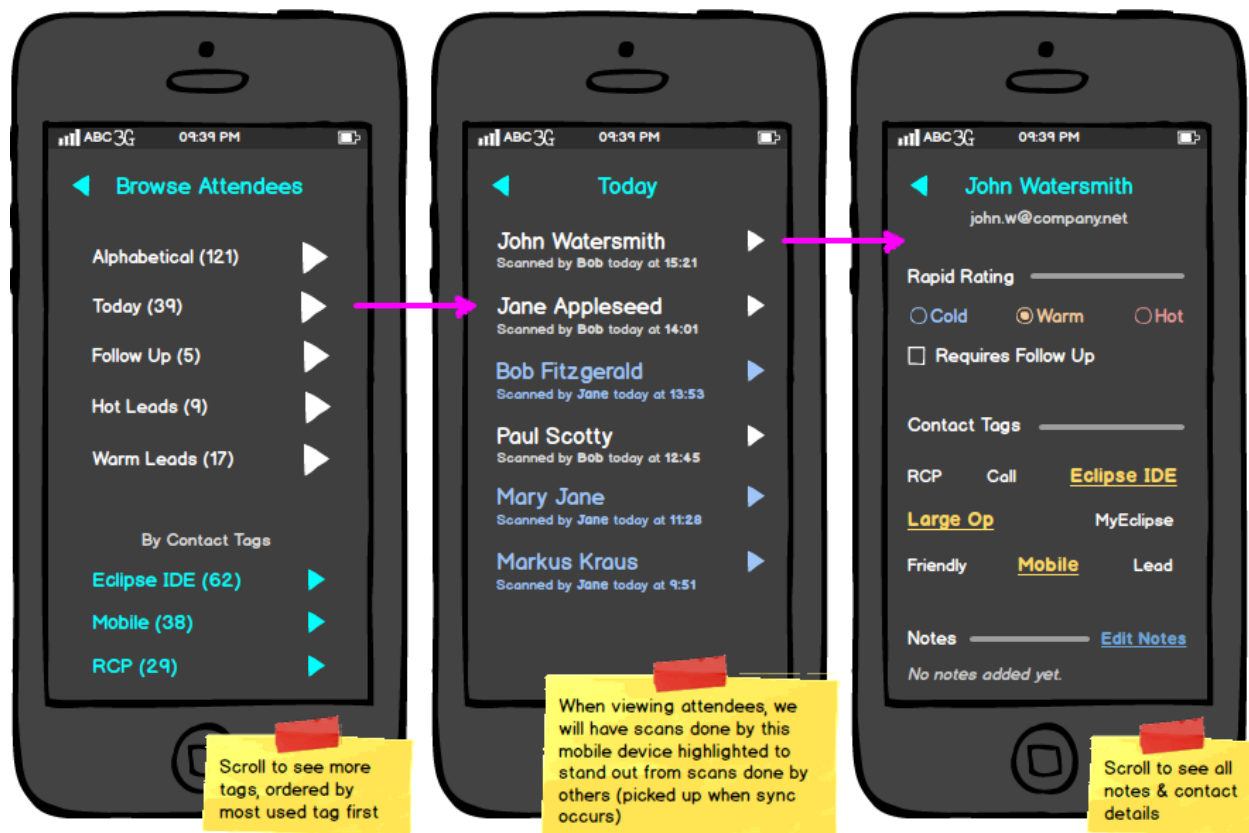 ABC 3G 09:39 PM
Browse Attendees
Alphabetical (121)
Today (39)
Follow Up (5)
Hot Leads (9)
Warm Leads (17)
By Contact Tags
Eclipse IDE (62)
Mobile (38)
RCP (29)
Scroll to see more
tags, ordered by
most used tag first
ABC 3G 09:39 PM
Today
John Watersmith
Scanned by Bob today at 15:21
Jane Appleseed
Scanned by Bob today at 14:01
Bob Fitzgerald
Scanned by Jane today at 13:53
Paul Scotty
Scanned by Bob today at 12:45
Mary Jane
Scanned by Jane today at 11:28
Markus Kraus
Scanned by Jane today at 9:51
When viewing attendees, we
will have scans done by this
mobile device highlighted to
stand out from scans done by
others (picked up when sync
occurs)
ABC 3G 09:39 PM
John Watersmith
john.w@company.net
Rapid Rating
Cold Warm Hot
Requires Follow Up
Contact Tags
RCP Call Eclipse IDE
Large Op MyEclipse
Friendly Mobile Lead
Notes Edit Notes
No notes added yet.
Scroll to see all
notes & contact
details